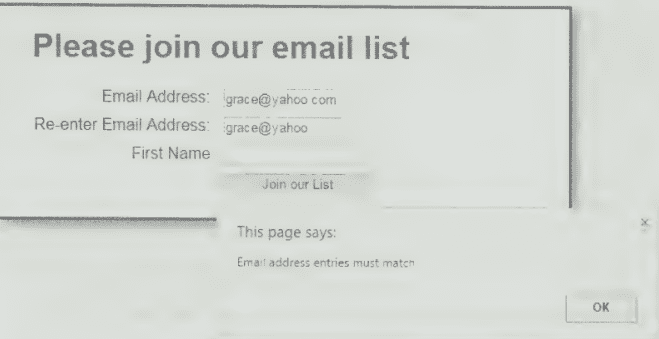 Please join our email list
Email Address: grace@yahoo.com
Re-enter Email Address: grace@yahoo
First Name
Join our List
This page says:
×
Email address entries must match
OK